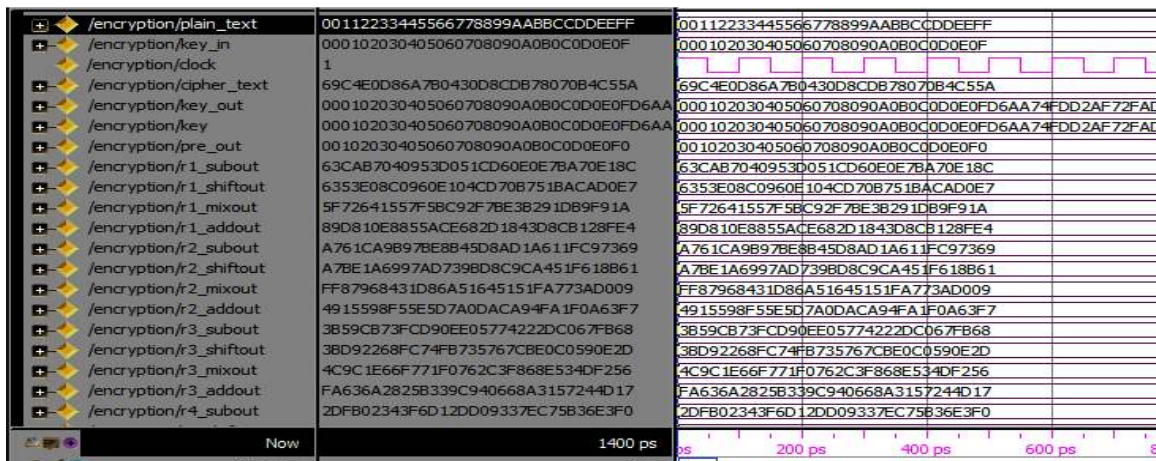 /encryption/plain_text 00112233445566778899AABBCCDDEEFF 00112233445566778899AABBCCDDEEFF
/encryption/key_in 000102030405060708090A0B0C0D0E0F 000102030405060708090A0B0C0D0E0F
/encryption/clock 1
/encryption/cipher_text 69C4E0D86A7B0430D8CDB78070B4C55A 69C4E0D86A7B0430D8CDB78070B4C55A
/encryption/key_out 000102030405060708090A0B0C0D0E0FD6AA 000102030405060708090A0B0C0D0E0FD6AA74FDD2AF72FAD
/encryption/key 000102030405060708090A0B0C0D0E0FD6AA 000102030405060708090A0B0C0D0E0FD6AA74FDD2AF72FAD
/encryption/pre_out 00102030405060708090A0B0C0D0E0F0 00102030405060708090A0B0C0D0E0F0
/encryption/r1_subout 63CAB7040953D051CD60E0E7BA70E18C 63CAB7040953D051CD60E0E7BA70E18C
/encryption/r1_shiftout 6353E08C0960E104CD70B751BACAD0E7 6353E08C0960E104CD70B751BACAD0E7
/encryption/r1_mixout 5F72641557F5BC92F7BE3B291DB9F91A 5F72641557F5BC92F7BE3B291DB9F91A
/encryption/r1_addout 89D810E8855ACE682D1843D8CB128FE4 89D810E8855ACE682D1843D8CB128FE4
/encryption/r2_subout A761CA9B97BE8B45D8AD1A611FC97369 A761CA9B97BE8B45D8AD1A611FC97369
/encryption/r2_shiftout A7BE1A6997AD739BD8C9CA451F618B61 A7BE1A6997AD739BD8C9CA451F618B61
/encryption/r2_mixout FF87968431D86A51645151FA773AD009 FF87968431D86A51645151FA773AD009
/encryption/r2_addout 4915598F55E5D7A0DACA94FA1F0A63F7 4915598F55E5D7A0DACA94FA1F0A63F7
/encryption/r3_subout 3B59CB73FCD90EE05774222DC067FB68 3B59CB73FCD90EE05774222DC067FB68
/encryption/r3_shiftout 3BD92268FC74FB735767CBE0C0590E2D 3BD92268FC74FB735767CBE0C0590E2D
/encryption/r3_mixout 4C9C1E66F771F0762C3F868E534DF256 4C9C1E66F771F0762C3F868E534DF256
/encryption/r3_addout FA636A2825B339C940668A3157244D17 FA636A2825B339C940668A3157244D17
/encryption/r4_subout 2DFB02343F6D12DD09337EC75B36E3F0 2DFB02343F6D12DD09337EC75B36E3F0
Now 1400 ps ps 200 ps 400 ps 600 ps 8